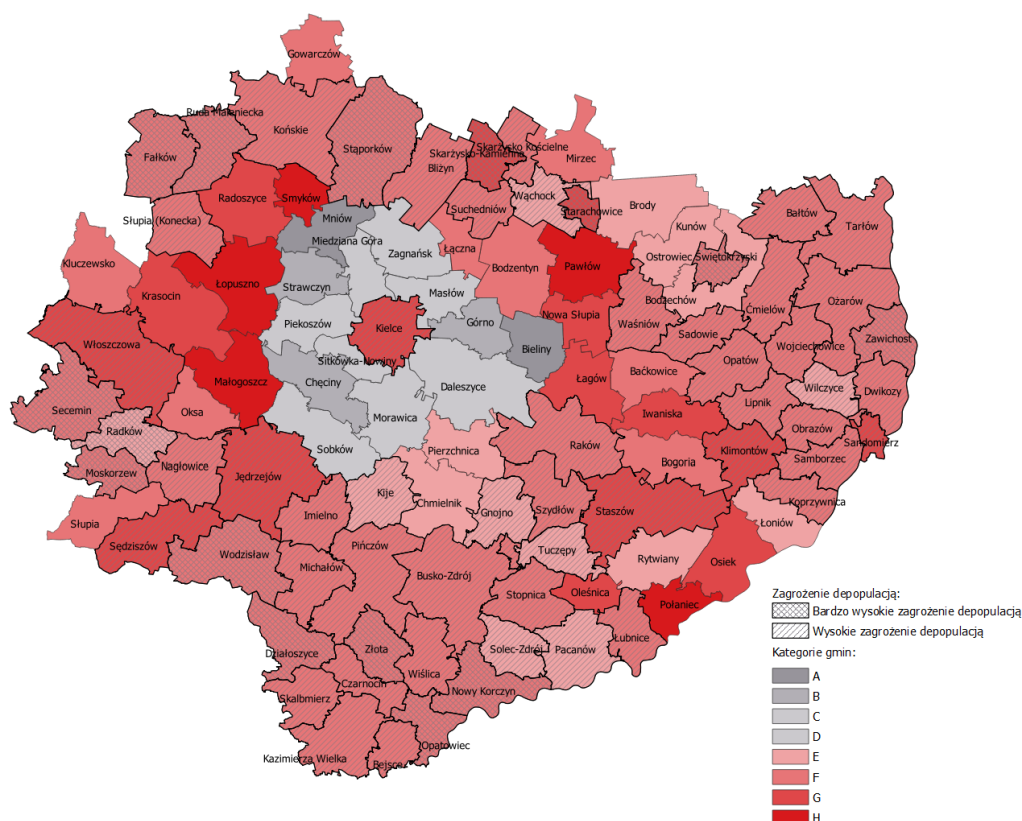 Gowarczów
Ruda Maleniecka
Końskie
Fałków
Stąporków
Skarżysko Kościelne
Skarżysko-Kamienna
Bliżyn
Mirzec
Radoszyce
Smyków
Wąchock
Starachowice
Brody
Słupia (Konecka)
Mniów
Suchedniów
Bałtów
Tarłów
Miedziana Góra
Zagnańsk
Łączna
Kunów
Kluczewsko
Łopuszno
Strawczyn
Masłów
Bodzentyn
Pawłów
Ostrowiec Świętokrzyski
Krasocin
Piekoszów
Kielce
Górno
Nowa Słupia
Bodzechów
Ćmielów
Ożarów
Waśniów
Sadowie
Wojciechowice
Zawichost
Włoszczowa
Bieliny
Sitkówka-Nowiny
Opatów
Małogoszcz
Chęciny
Daleszyce
Łagów
Baćkowice
Wilczyce
Dwikozy
Secemin
Oksa
Morawica
Iwaniska
Lipnik
Radków
Obrazów
Sobków
Pierzchnica
Raków
Klimontów
Sandomierz
Moskorzew
Nagłowice
Jędrzejów
Bogoria
Samborzec
Kije
Chmielnik
Gnojno
Szydłów
Staszów
Koprzywnica
Słupia
Imielno
Łoniów
Sędziszów
Wodzisław
Pińczów
Tuczępy
Rytwiany
Osiek
Michałów
Busko-Zdrój
Stopnica
Oleśnica
Połaniec
Działoszyce
Złota
Solec-Zdrój
Pacanów
Łubnice
Czarnocin
Wiślica
Skalbmierz
Nowy Korczyn
Kazimierza Wielka
Bejsce
Opatowiec
Zagrożenie depopulacją:
Bardzo wysokie zagrożenie depopulacją
Wysokie zagrożenie depopulacją
Kategorie gmin:
A
B
C
D
E
F
G
H